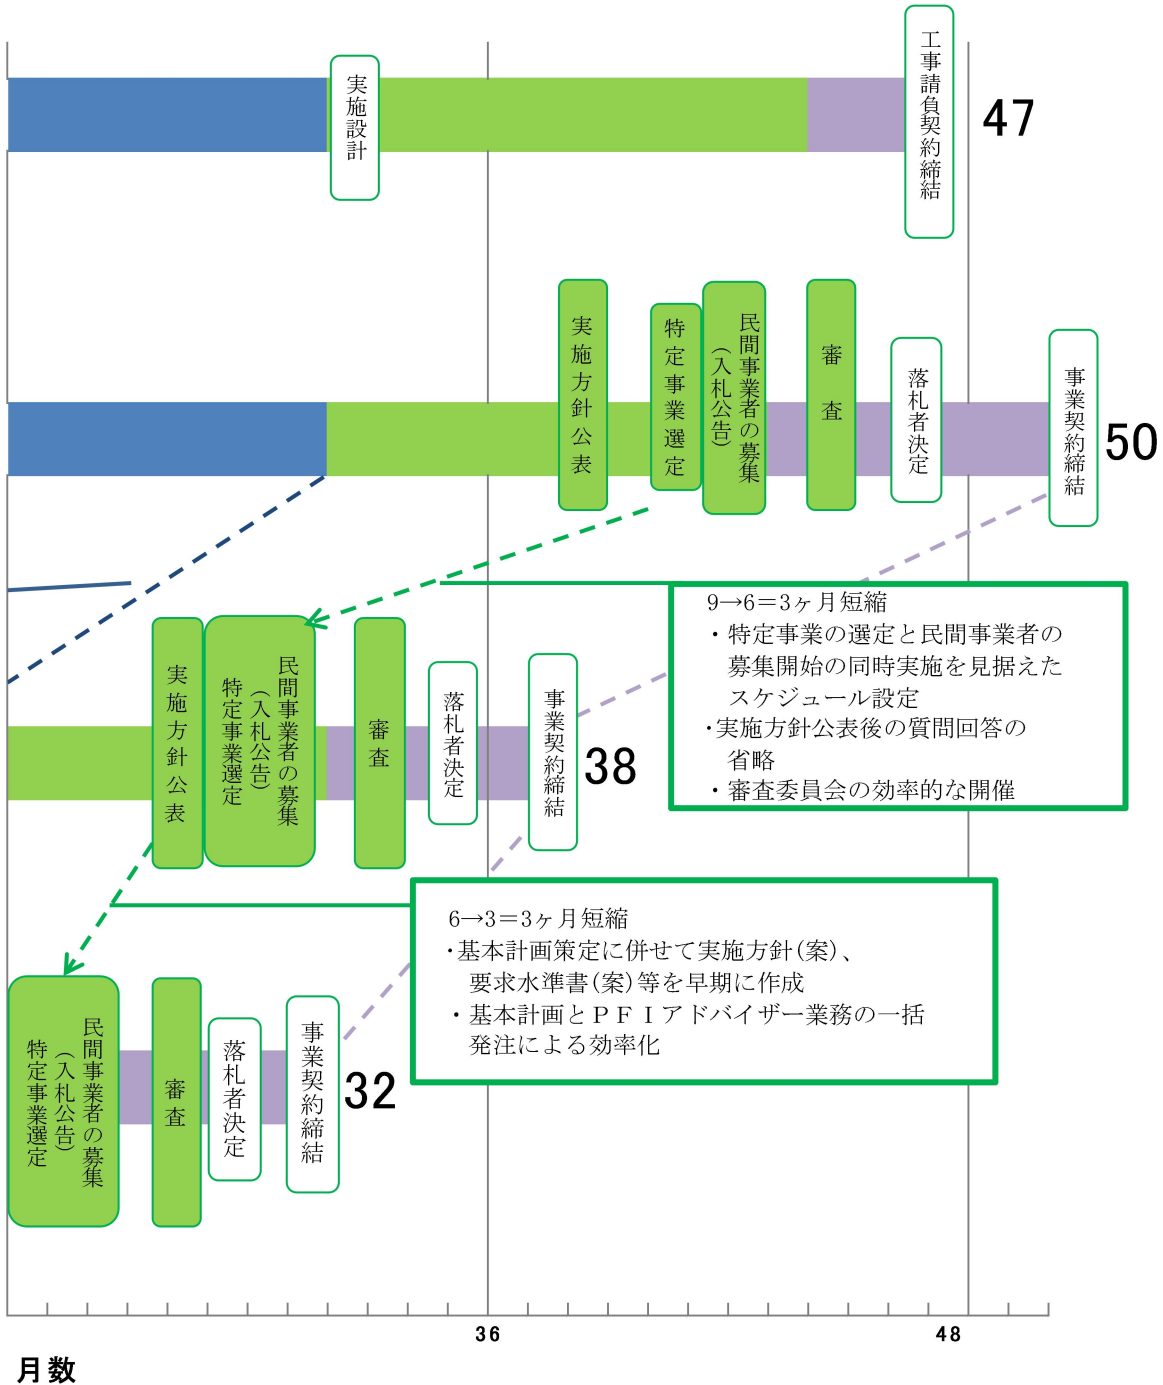 実施設計
工事請負契約締結
47
実施方針公表
特定事業選定
民間事業者の募集
（入札公告）
審査
落札者決定
事業契約締結
50
9→6＝3ヶ月短縮
・特定事業の選定と民間事業者の
募集開始の同時実施を見据えた
スケジュール設定
・実施方針公表後の質問回答の
省略
・審査委員会の効率的な開催
実施方針公表
民間事業者の募集
（入札公告）
特定事業選定
審査
落札者決定
事業契約締結
38
6→3＝3ヶ月短縮
・基本計画策定に併せて実施方針(案)、
要求水準書(案)等を早期に作成
・基本計画とＰＦＩアドバイザー業務の一括
発注による効率化
民間事業者の募集
（入札公告）
特定事業選定
審査
落札者決定
事業契約締結
32
36
48
月数